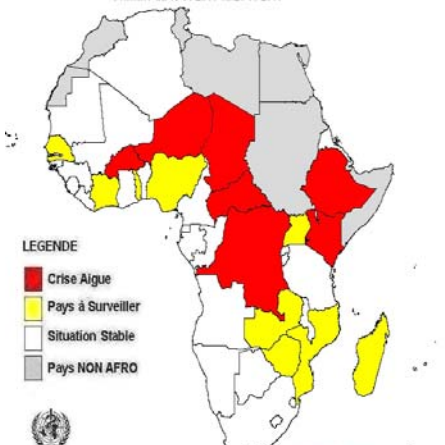 LEGENDE
Crise Aigue
Pays à Surveiller
Situation Stable
Pays NON AFRO